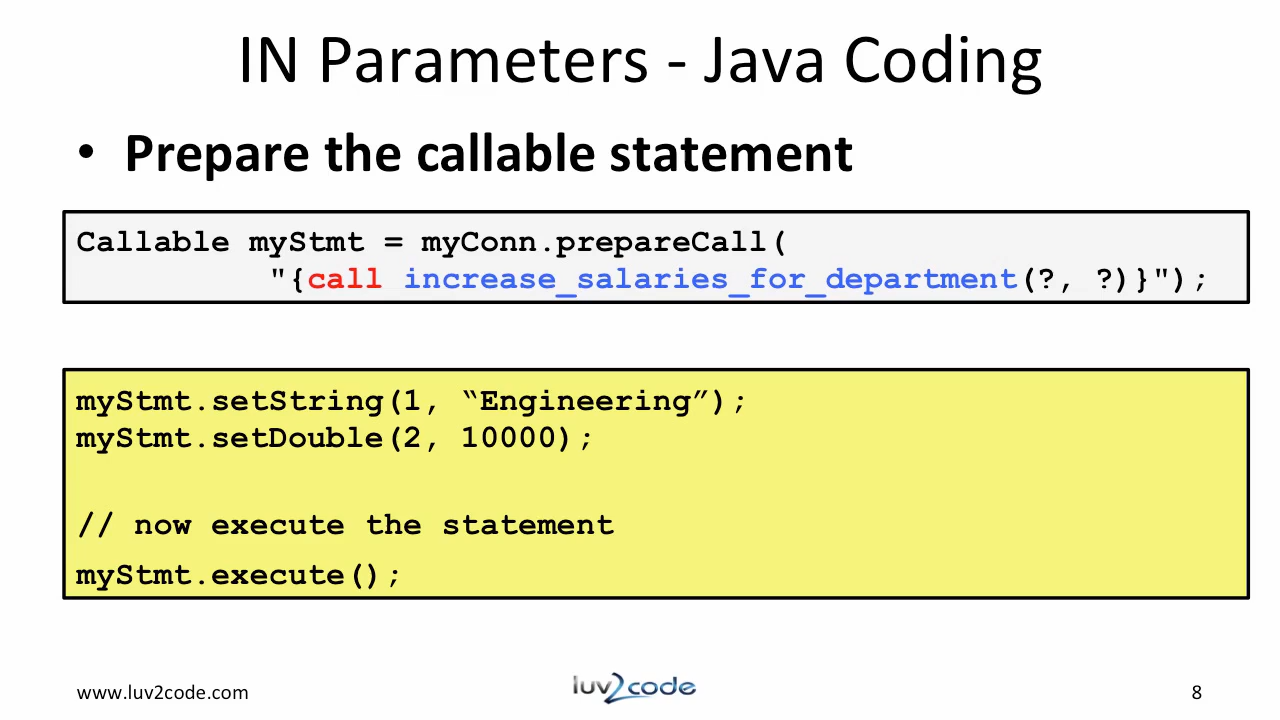 IN Parameters - Java Coding
• Prepare the callable statement
Callable myStmt = myConn.prepareCall(
"{call increase_salaries_for_department(?, ?)}");
myStmt.setString(1, “Engineering”);
myStmt.setDouble(2, 10000);
// now execute the statement
myStmt.execute();
www.luv2code.com
luv2code
8